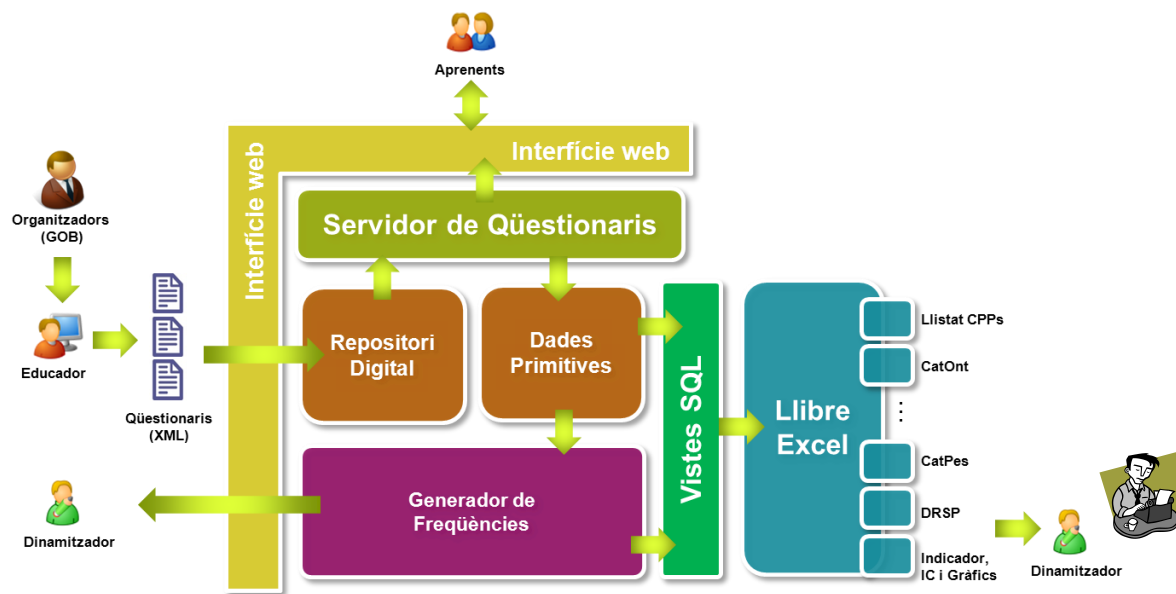 Aprenents
Interfície web
Interfície web
Organitzadors
(GOB)
Servidor de Qüestionaris
Educador
Qüestionaris
(XML)
Repositori
Digital
Dades
Primitives
Vistes SQL
Llibre
Excel
Llistat CPPs
CatOnt
⋮
CatPes
DRSP
Indicador,
IC i Gràfics
Generador de
Freqüències
Dinamitzador
Dinamitzador